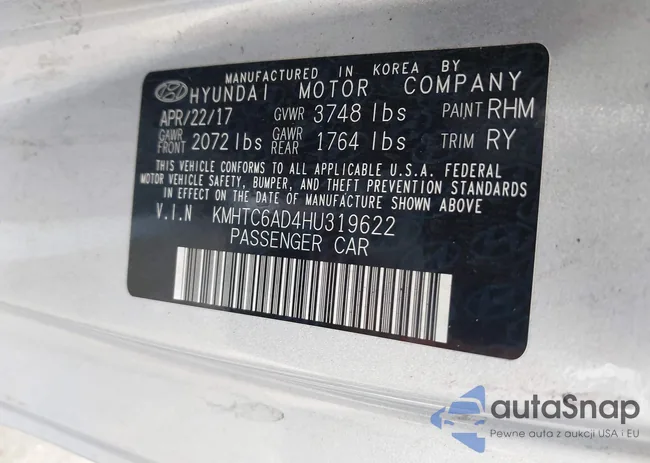 MANUFACTURED IN KOREA BY
HYUNDAI MOTOR COMPANY
APR/22/17 GVWR 3748 lbs PAINT RHM
GAWR FRONT 2072 lbs GAWR REAR 1764 lbs TRIM RY
THIS VEHICLE CONFORMS TO ALL APPLICABLE U.S.A. FEDERAL
MOTOR VEHICLE SAFETY, BUMPER, AND THEFT PREVENTION STANDARDS
IN EFFECT ON THE DATE OF MANUFACTURE SHOWN ABOVE
V.I.N KMHTC6AD4HU319622
PASSENGER CAR
autaSnap
Pewne auta z aukcji USA i EU